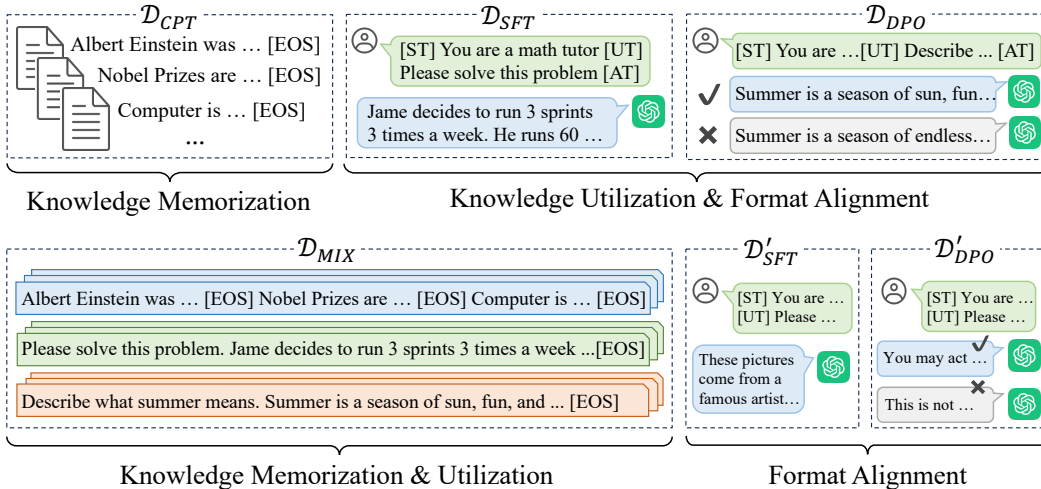 𝒟_CPT
Albert Einstein was … [EOS]
Nobel Prizes are … [EOS]
Computer is … [EOS]
...
Knowledge Memorization
𝒟_SFT
[ST] You are a math tutor [UT]
Please solve this problem [AT]
Jame decides to run 3 sprints
3 times a week. He runs 60 …
𝒟_DPO
[ST] You are …[UT] Describe ... [AT]
Summer is a season of sun, fun…
Summer is a season of endless…
Knowledge Utilization & Format Alignment
𝒟_MIX
Albert Einstein was … [EOS] Nobel Prizes are … [EOS] Computer is … [EOS]
Please solve this problem. Jame decides to run 3 sprints 3 times a week ...[EOS]
Describe what summer means. Summer is a season of sun, fun, and ... [EOS]
Knowledge Memorization & Utilization
𝒟′_SFT
[ST] You are …
[UT] Please …
These pictures
come from a
famous artist…
𝒟′_DPO
[ST] You are …
[UT] Please …
You may act …
This is not …
Format Alignment